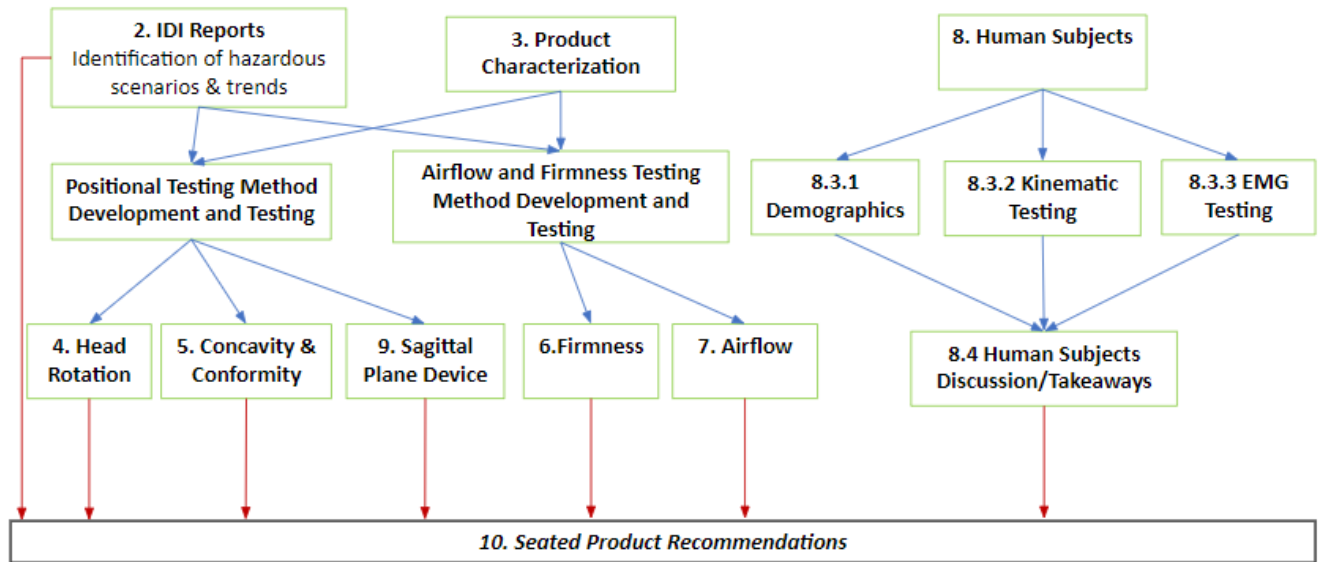 2. IDI Reports
Identification of hazardous
scenarios & trends
3. Product
Characterization
8. Human Subjects
Positional Testing Method
Development and Testing
Airflow and Firmness Testing
Method Development and
Testing
8.3.1
Demographics
8.3.2 Kinematic
Testing
8.3.3 EMG
Testing
4. Head
Rotation
5. Concavity &
Conformity
9. Sagittal
Plane Device
6.Firmness
7. Airflow
8.4 Human Subjects
Discussion/Takeaways
10. Seated Product Recommendations